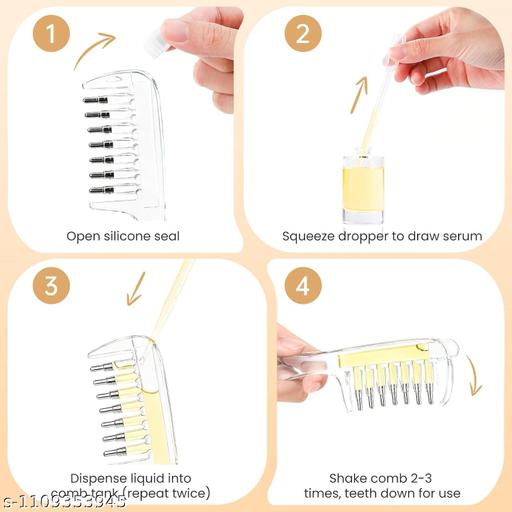 1
2
Open silicone seal
Squeeze dropper to draw serum
3
4
Dispense liquid into
comb tank (repeat twice)
Shake comb 2-3
times, teeth down for use
s-1109353945